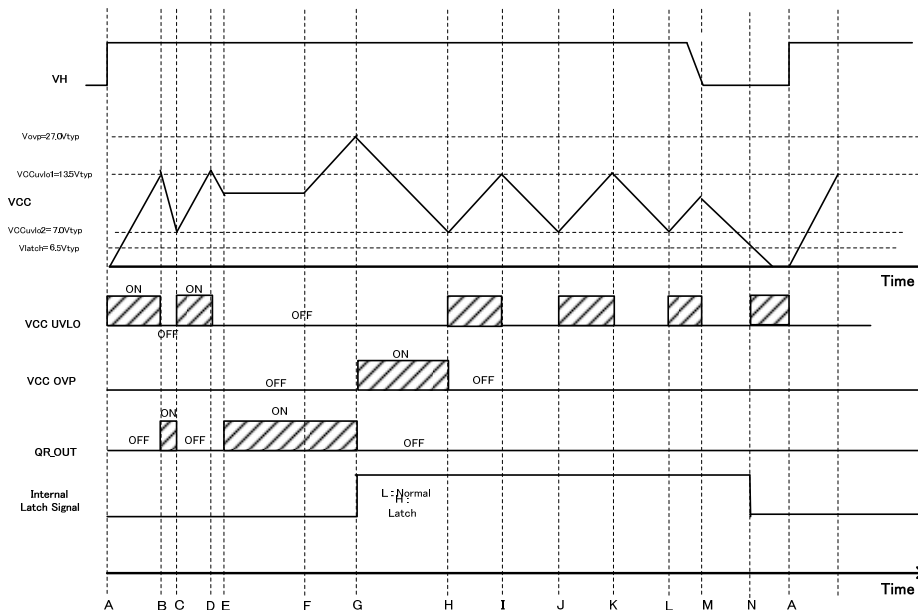 VH
Vovp=27.0Vtyp
VCCuvlo1=13.5Vtyp
VCC
VCCuvlo2=7.0Vtyp
Vlatch=6.5Vtyp
Time
ON
ON
VCC UVLO
OFF
OFF
ON
VCC OVP
OFF
OFF
ON
ON
QR_OUT
OFF
OFF
OFF
Internal
Latch Signal
L:Normal
H:
Latch
Time
A B C D E F G H I J K L M N A